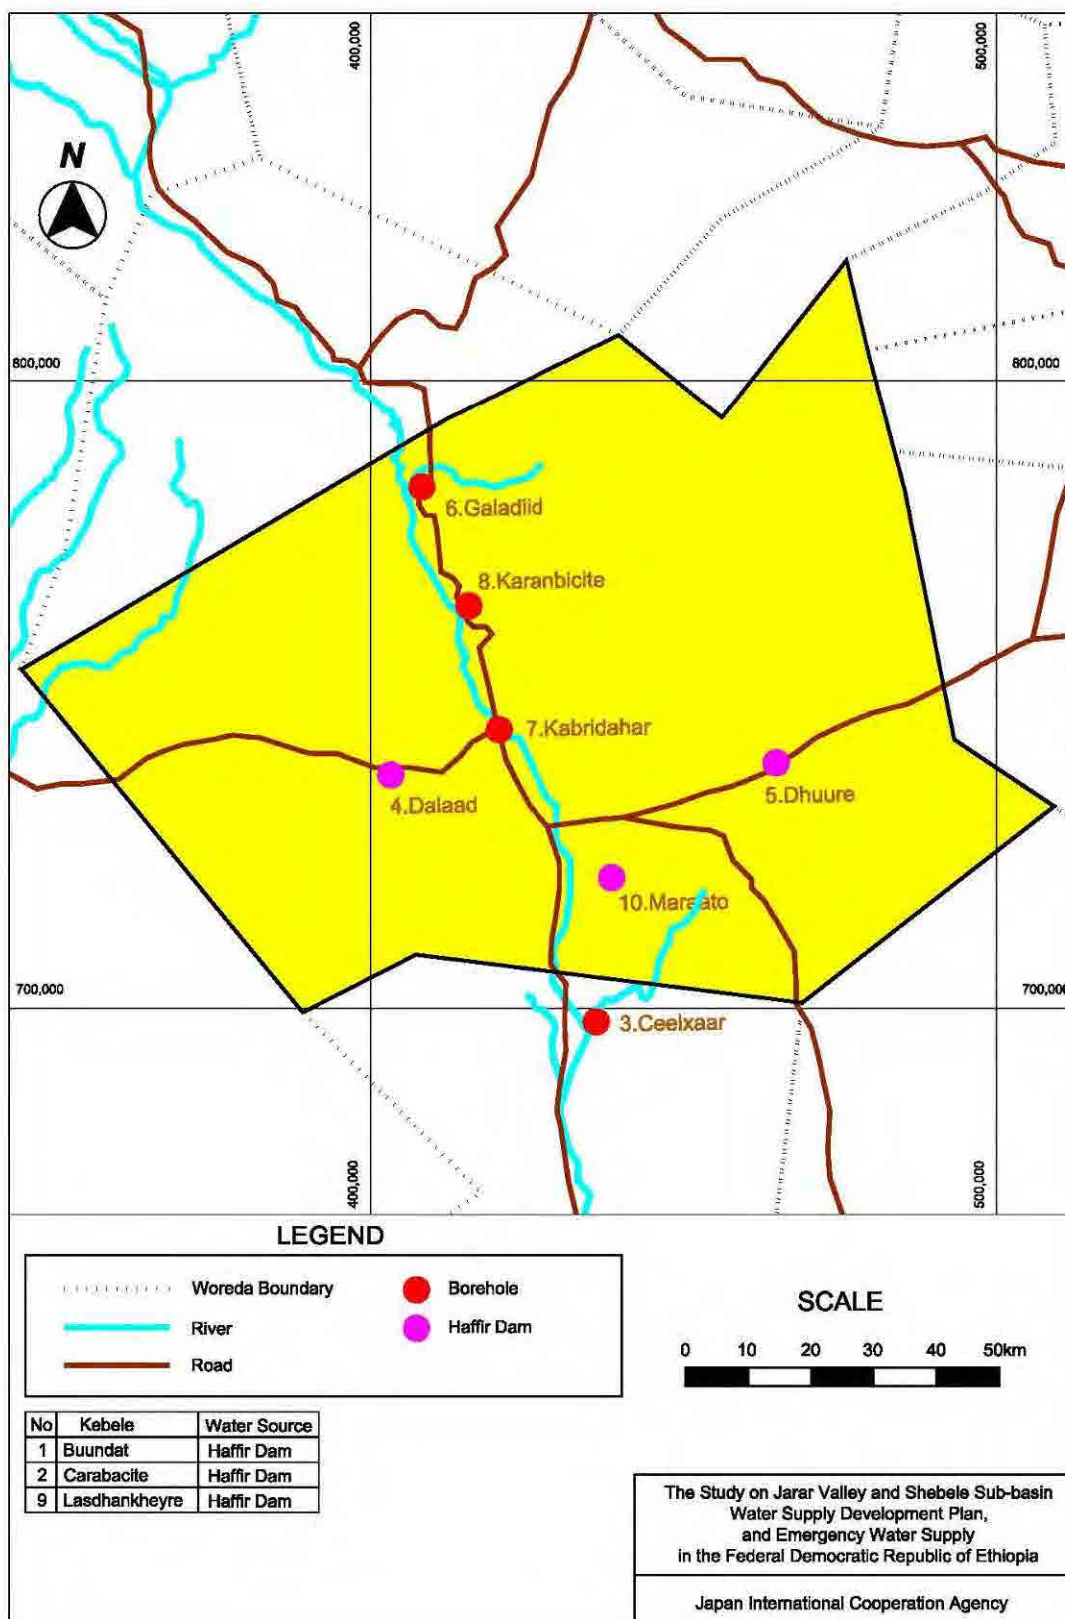 400,000
500,000
N
800,000
800,000
6.Galadiid
8.Karanbicite
7.Kabridahar
4.Dalaad
5.Dhuure
10.Maraato
700,000
700,000
3.Ceelxaar
400,000
500,000
LEGEND
Woreda Boundary
Borehole
River
Haffir Dam
Road
SCALE
0 10 20 30 40 50km
No Kebele Water Source
1 Buundat Haffir Dam
2 Carabacite Haffir Dam
9 Lasdhankheyre Haffir Dam
The Study on Jarar Valley and Shebele Sub-basin
Water Supply Development Plan,
and Emergency Water Supply
in the Federal Democratic Republic of Ethiopia
Japan International Cooperation Agency